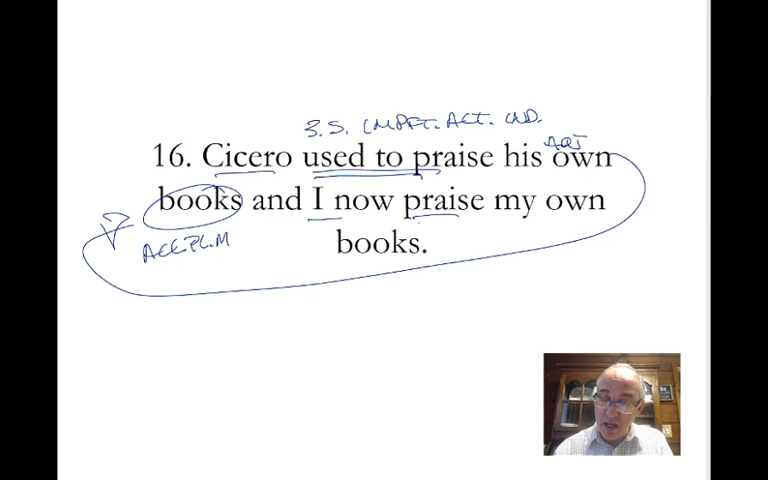 3. S. IMPFT. ACT. IND.
ADJ
16. Cicero used to praise his own
books and I now praise my own
ACC. PL. M
books.